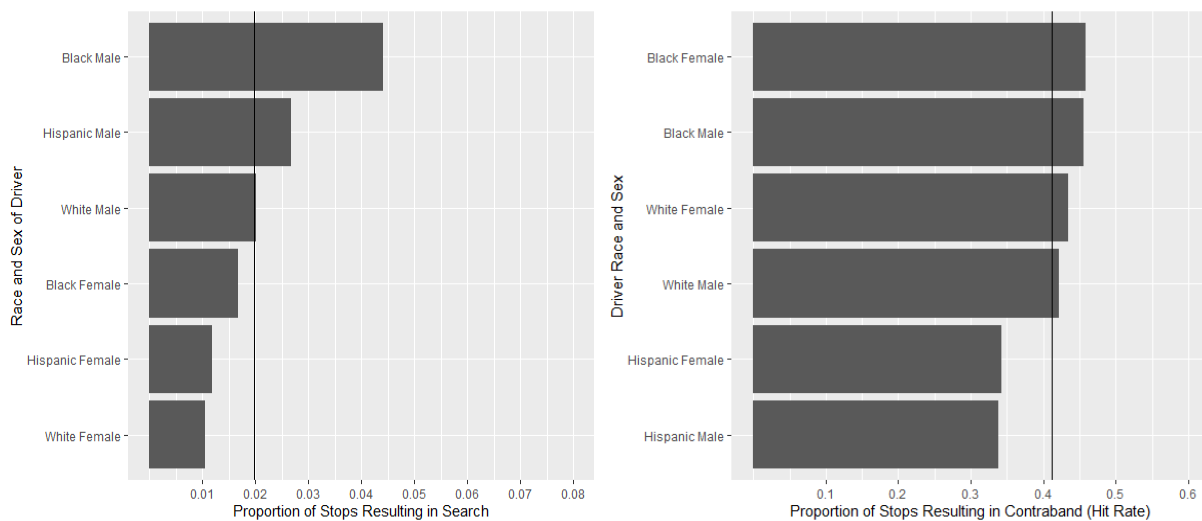 Race and Sex of Driver
Black Male
Hispanic Male
White Male
Black Female
Hispanic Female
White Female
0.01 0.02 0.03 0.04 0.05 0.06 0.07 0.08
Proportion of Stops Resulting in Search
Driver Race and Sex
Black Female
Black Male
White Female
White Male
Hispanic Female
Hispanic Male
0.1 0.2 0.3 0.4 0.5 0.6
Proportion of Stops Resulting in Contraband (Hit Rate)